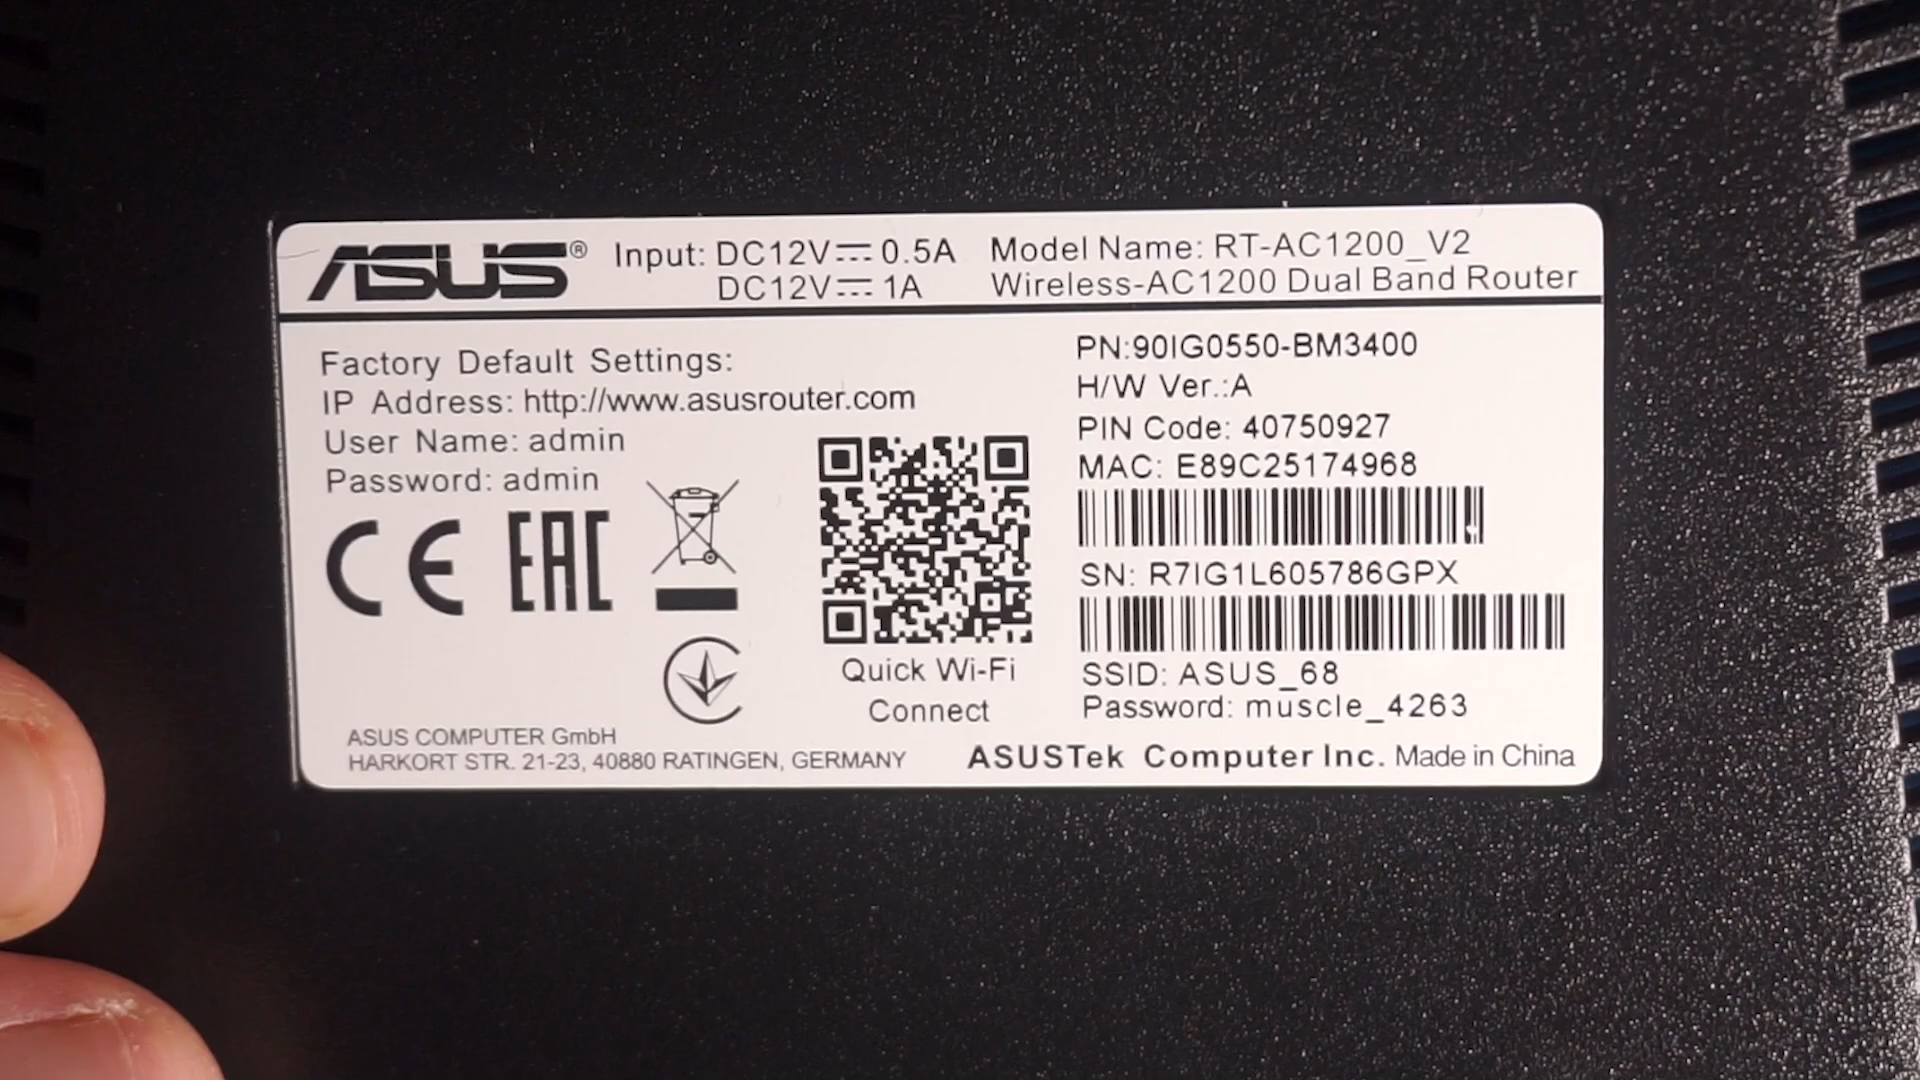 ASUS®
Input: DC12V⎓0.5A
DC12V⎓1A
Model Name: RT-AC1200_V2
Wireless-AC1200 Dual Band Router
Factory Default Settings:
IP Address: http://www.asusrouter.com
User Name: admin
Password: admin
CE EAC
Quick Wi-Fi
Connect
PN:90IG0550-BM3400
H/W Ver.:A
PIN Code: 40750927
MAC: E89C25174968
SN: R7IG1L605786GPX
SSID: ASUS_68
Password: muscle_4263
ASUS COMPUTER GmbH
HARKORT STR. 21-23, 40880 RATINGEN, GERMANY
ASUSTek Computer Inc. Made in China